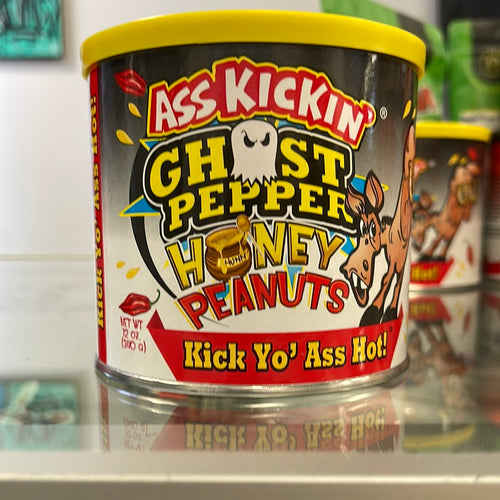 ASS KICKIN' ®
GHOST
PEPPER
HONEY
HUNNY
PEANUTS
NET WT
12 OZ.
(340 G)
Kick Yo' Ass Hot!
Kick Yo' Ass Hot!